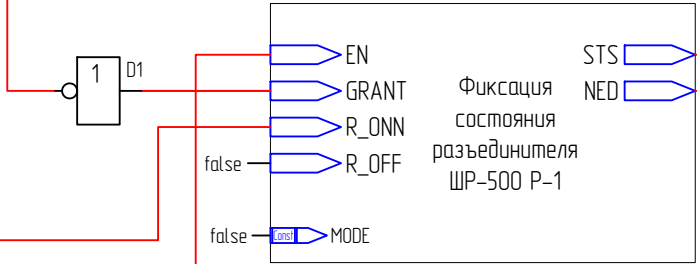 1
D1
EN
GRANT
R_ONN
false
R_OFF
false
Const
MODE
Фиксация
состояния
разъединителя
ШР-500 Р-1
STS
NED